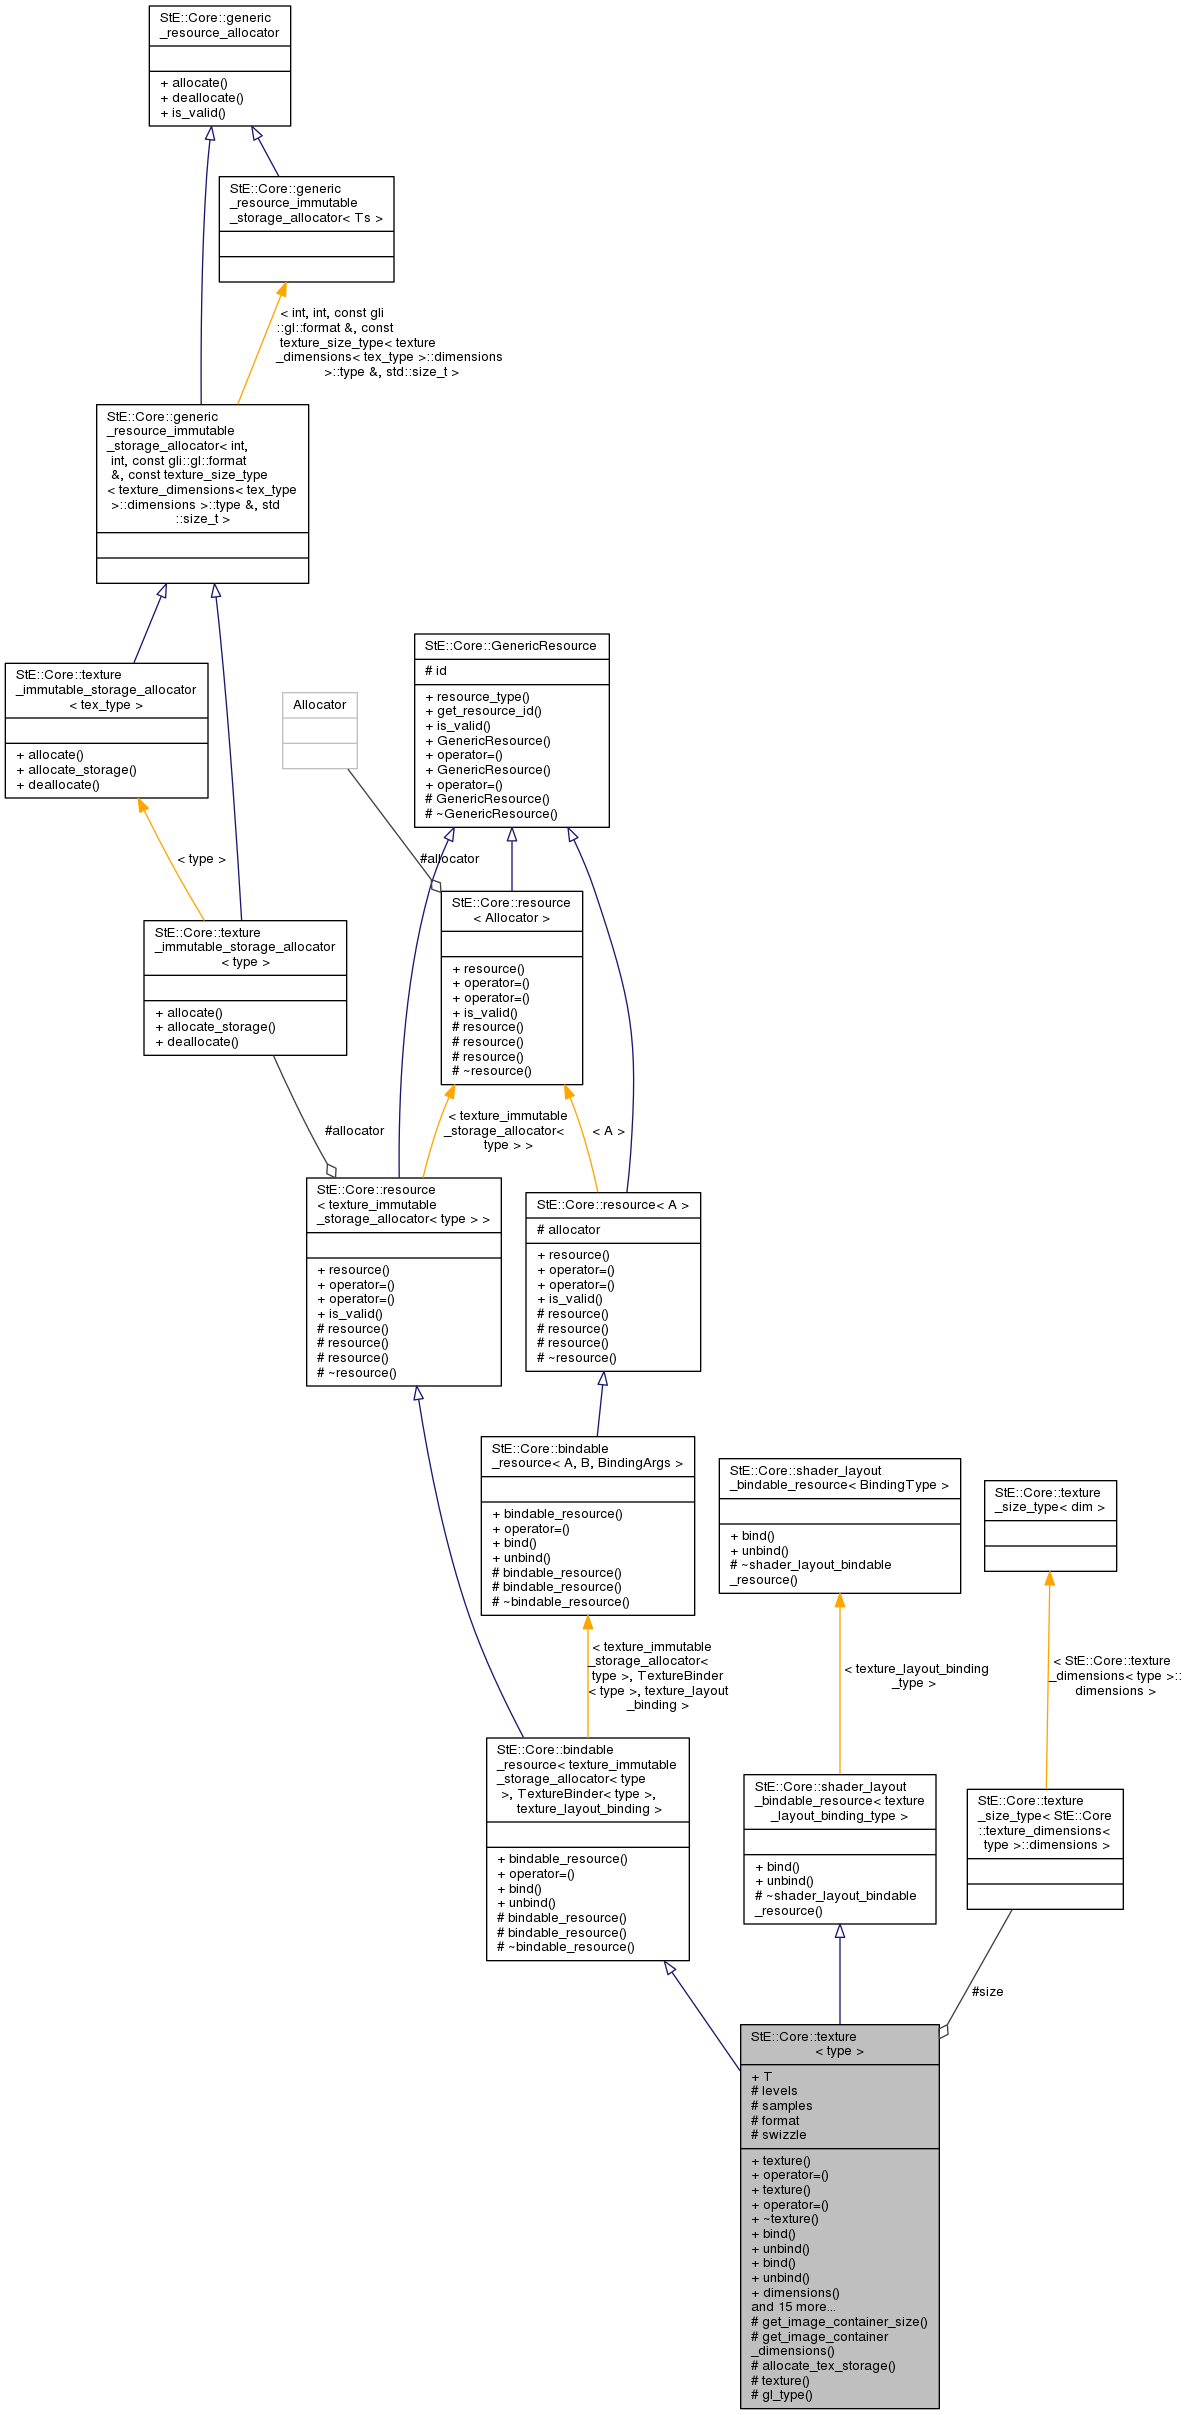 StE::Core::generic
_resource_allocator
+ allocate()
+ deallocate()
+ is_valid()
StE::Core::generic
_resource_immutable
_storage_allocator< Ts >
< int, int, const gli
::gl::format &, const
texture_size_type< texture
_dimensions< tex_type >::dimensions
>::type &, std::size_t >
StE::Core::generic
_resource_immutable
_storage_allocator< int,
int, const gli::gl::format
&, const texture_size_type
< texture_dimensions< tex_type
>::dimensions >::type &, std
::size_t >
StE::Core::texture
_immutable_storage_allocator
< tex_type >
+ allocate()
+ allocate_storage()
+ deallocate()
Allocator
StE::Core::GenericResource
# id
+ resource_type()
+ get_resource_id()
+ is_valid()
+ GenericResource()
+ operator=()
+ GenericResource()
+ operator=()
# GenericResource()
# ~GenericResource()
< type >
#allocator
StE::Core::texture
_immutable_storage_allocator
< type >
+ allocate()
+ allocate_storage()
+ deallocate()
StE::Core::resource
< Allocator >
+ resource()
+ operator=()
+ operator=()
+ is_valid()
# resource()
# resource()
# resource()
# ~resource()
#allocator
< texture_immutable
_storage_allocator<
type > >
< A >
StE::Core::resource
< texture_immutable
_storage_allocator< type > >
+ resource()
+ operator=()
+ operator=()
+ is_valid()
# resource()
# resource()
# resource()
# ~resource()
StE::Core::resource< A >
# allocator
+ resource()
+ operator=()
+ operator=()
+ is_valid()
# resource()
# resource()
# resource()
# ~resource()
StE::Core::bindable
_resource< A, B, BindingArgs >
+ bindable_resource()
+ operator=()
+ bind()
+ unbind()
# bindable_resource()
# bindable_resource()
# ~bindable_resource()
StE::Core::shader_layout
_bindable_resource< BindingType >
+ bind()
+ unbind()
# ~shader_layout_bindable
_resource()
StE::Core::texture
_size_type< dim >
< texture_immutable
_storage_allocator<
type >, TextureBinder
< type >, texture_layout
_binding >
< texture_layout_binding
_type >
< StE::Core::texture
_dimensions< type >::
dimensions >
StE::Core::bindable
_resource< texture_immutable
_storage_allocator< type
>, TextureBinder< type >,
texture_layout_binding >
+ bindable_resource()
+ operator=()
+ bind()
+ unbind()
# bindable_resource()
# bindable_resource()
# ~bindable_resource()
StE::Core::shader_layout
_bindable_resource< texture
_layout_binding_type >
+ bind()
+ unbind()
# ~shader_layout_bindable
_resource()
StE::Core::texture
_size_type< StE::Core
::texture_dimensions<
type >::dimensions >
#size
StE::Core::texture
< type >
+ T
# levels
# samples
# format
# swizzle
+ texture()
+ operator=()
+ texture()
+ operator=()
+ ~texture()
+ bind()
+ unbind()
+ bind()
+ unbind()
+ dimensions()
and 15 more...
# get_image_container_size()
# get_image_container
_dimensions()
# allocate_tex_storage()
# texture()
# gl_type()